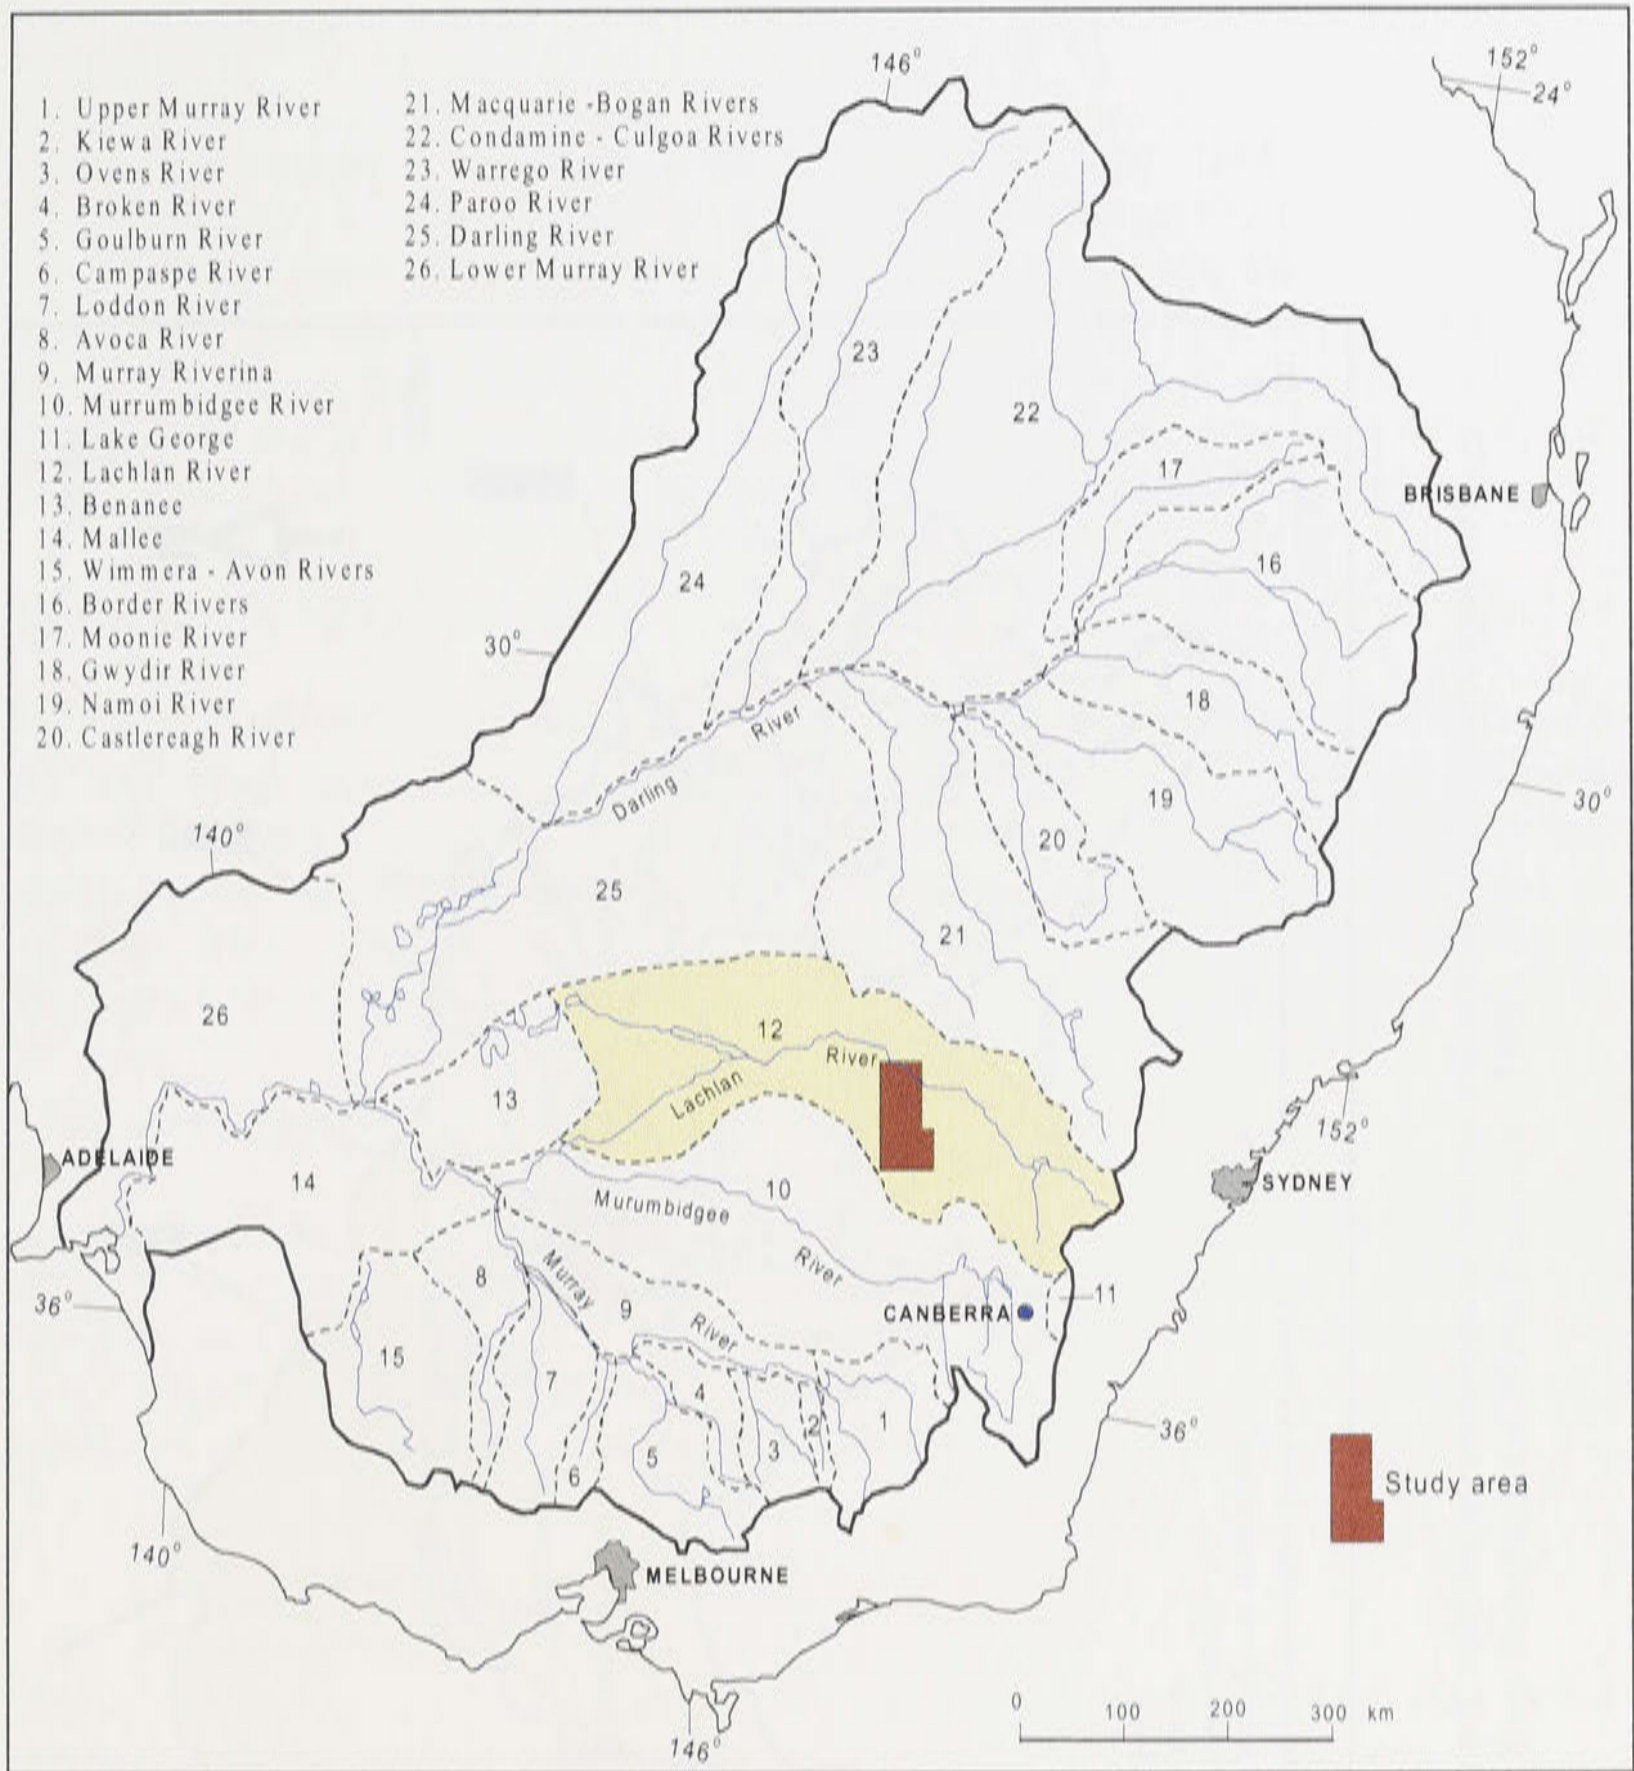 1. Upper Murray River
2. Kiewa River
3. Ovens River
4. Broken River
5. Goulburn River
6. Campaspe River
7. Loddon River
8. Avoca River
9. Murray Riverina
10. Murrumbidgee River
11. Lake George
12. Lachlan River
13. Benanee
14. Mallee
15. Wimmera - Avon Rivers
16. Border Rivers
17. Moonie River
18. Gwydir River
19. Namoi River
20. Castlereagh River
21. Macquarie -Bogan Rivers
22. Condamine - Culgoa Rivers
23. Warrego River
24. Paroo River
25. Darling River
26. Lower Murray River
146°
152°
24°
23
22
17
BRISBANE
16
24
30°
18
River
Darling
19
30°
20
140°
25
21
26
12
River
Lachlan
13
152°
ADELAIDE
14
10
SYDNEY
Murumbidgee
River
8
Murray
9
River
11
36°
CANBERRA
15
7
4
1
2
36°
5
3
6
Study area
140°
MELBOURNE
0
100
200
300 km
146°